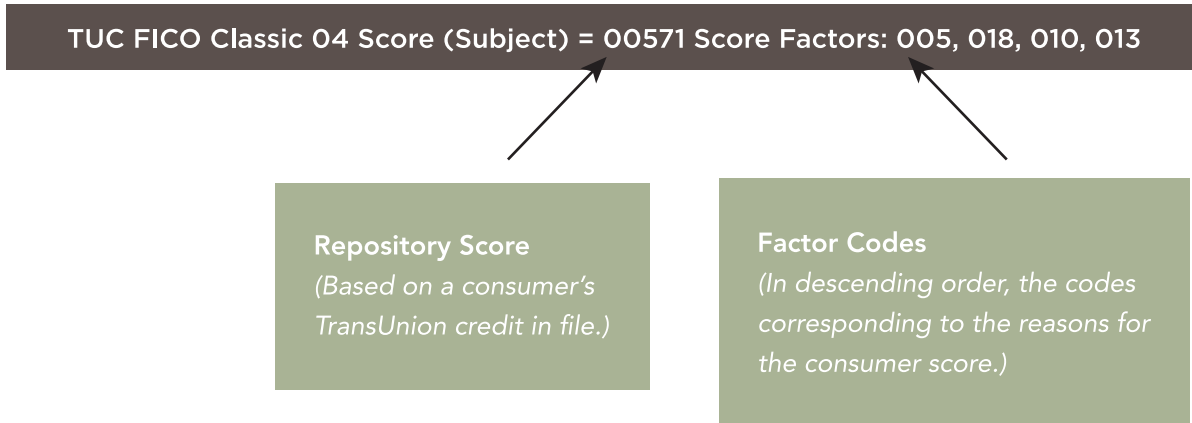 TUC FICO Classic 04 Score (Subject) = 00571 Score Factors: 005, 018, 010, 013
Repository Score
(Based on a consumer's
TransUnion credit in file.)
Factor Codes
(In descending order, the codes
corresponding to the reasons for
the consumer score.)